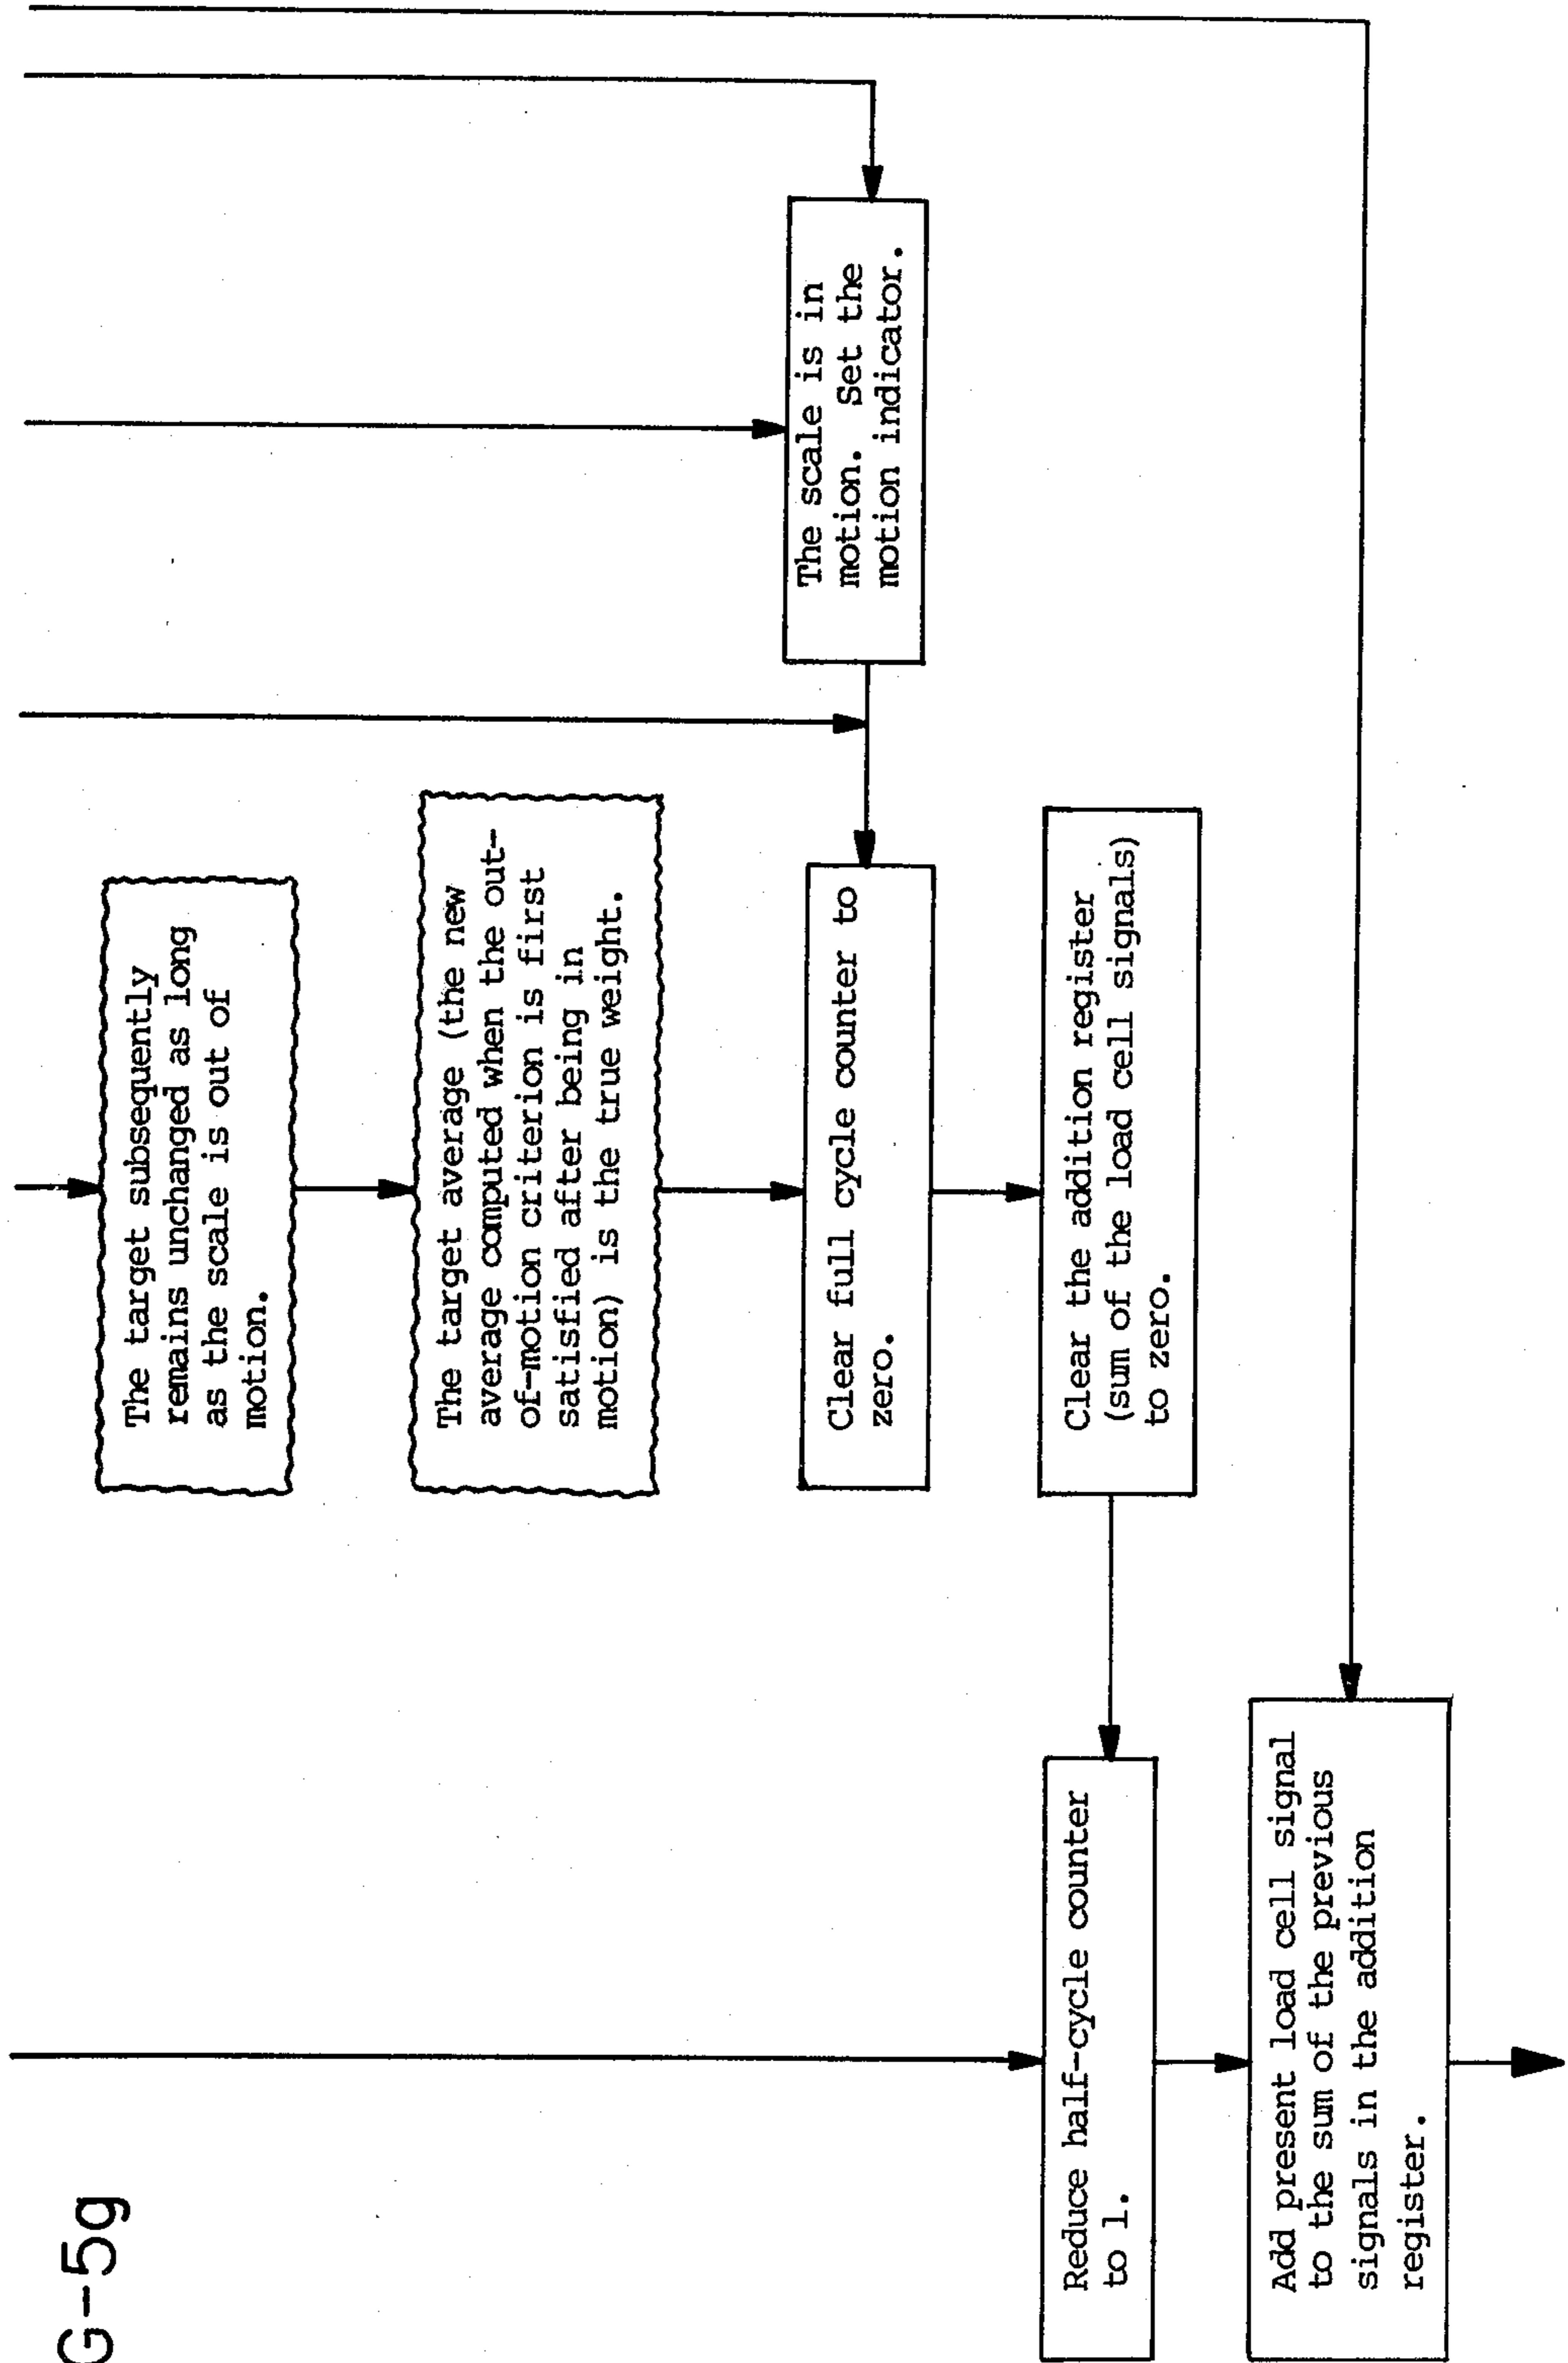 G-5g
The target subsequently
remains unchanged as long
as the scale is out of
motion.
The target average (the new
average computed when the out-
of-motion criterion is first
satisfied after being in
motion) is the true weight.
The scale is in
motion. Set the
motion indicator.
Clear full cycle counter to
zero.
Clear the addition register
(sum of the load cell signals)
to zero.
Reduce half-cycle counter
to 1.
Add present load cell signal
to the sum of the previous
signals in the addition
register.